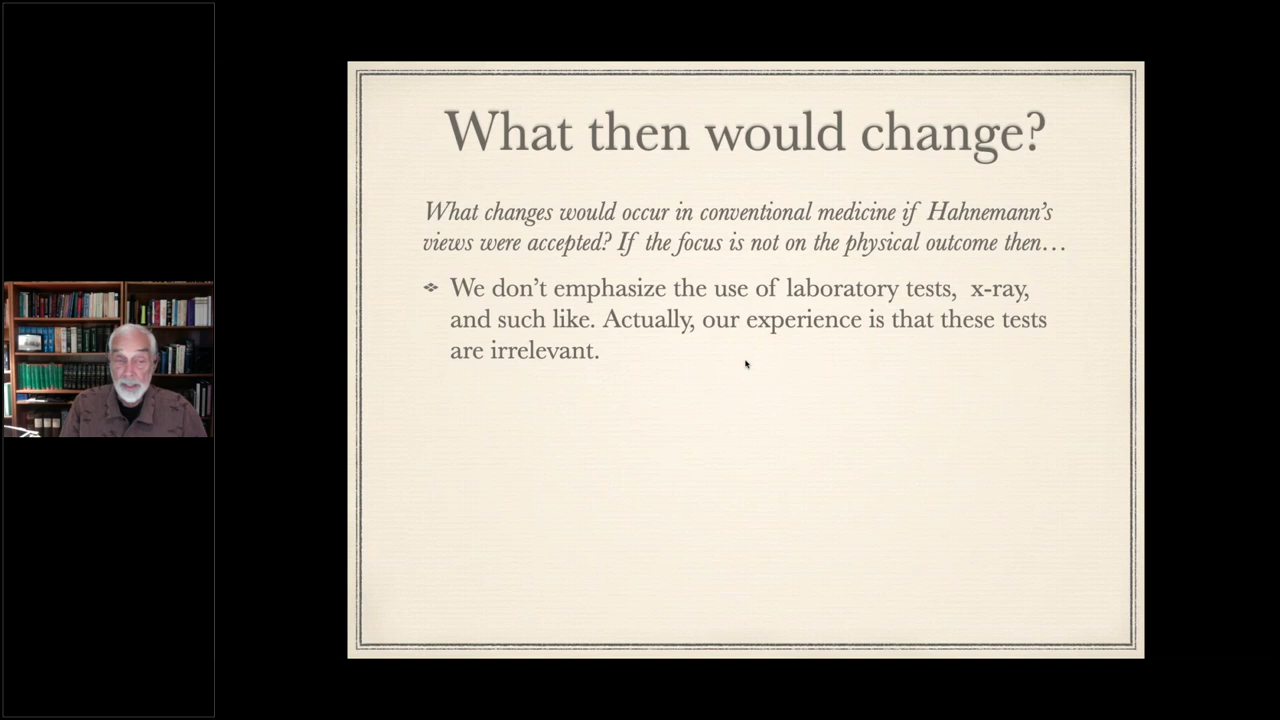 What then would change?
What changes would occur in conventional medicine if Hahnemann's
views were accepted? If the focus is not on the physical outcome then…
❖ We don't emphasize the use of laboratory tests, x-ray,
and such like. Actually, our experience is that these tests
are irrelevant.